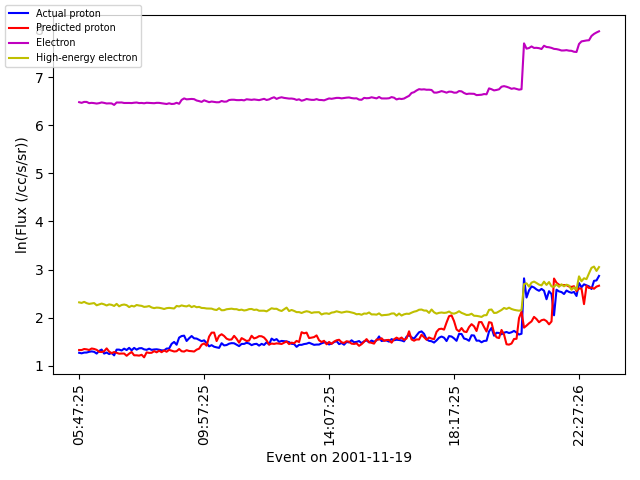 Actual proton
Predicted proton
Electron
High-energy electron
7
6
5
4
3
2
1
ln(Flux (/cc/s/sr))
05:47:25
09:57:25
14:07:25
18:17:25
22:27:26
Event on 2001-11-19